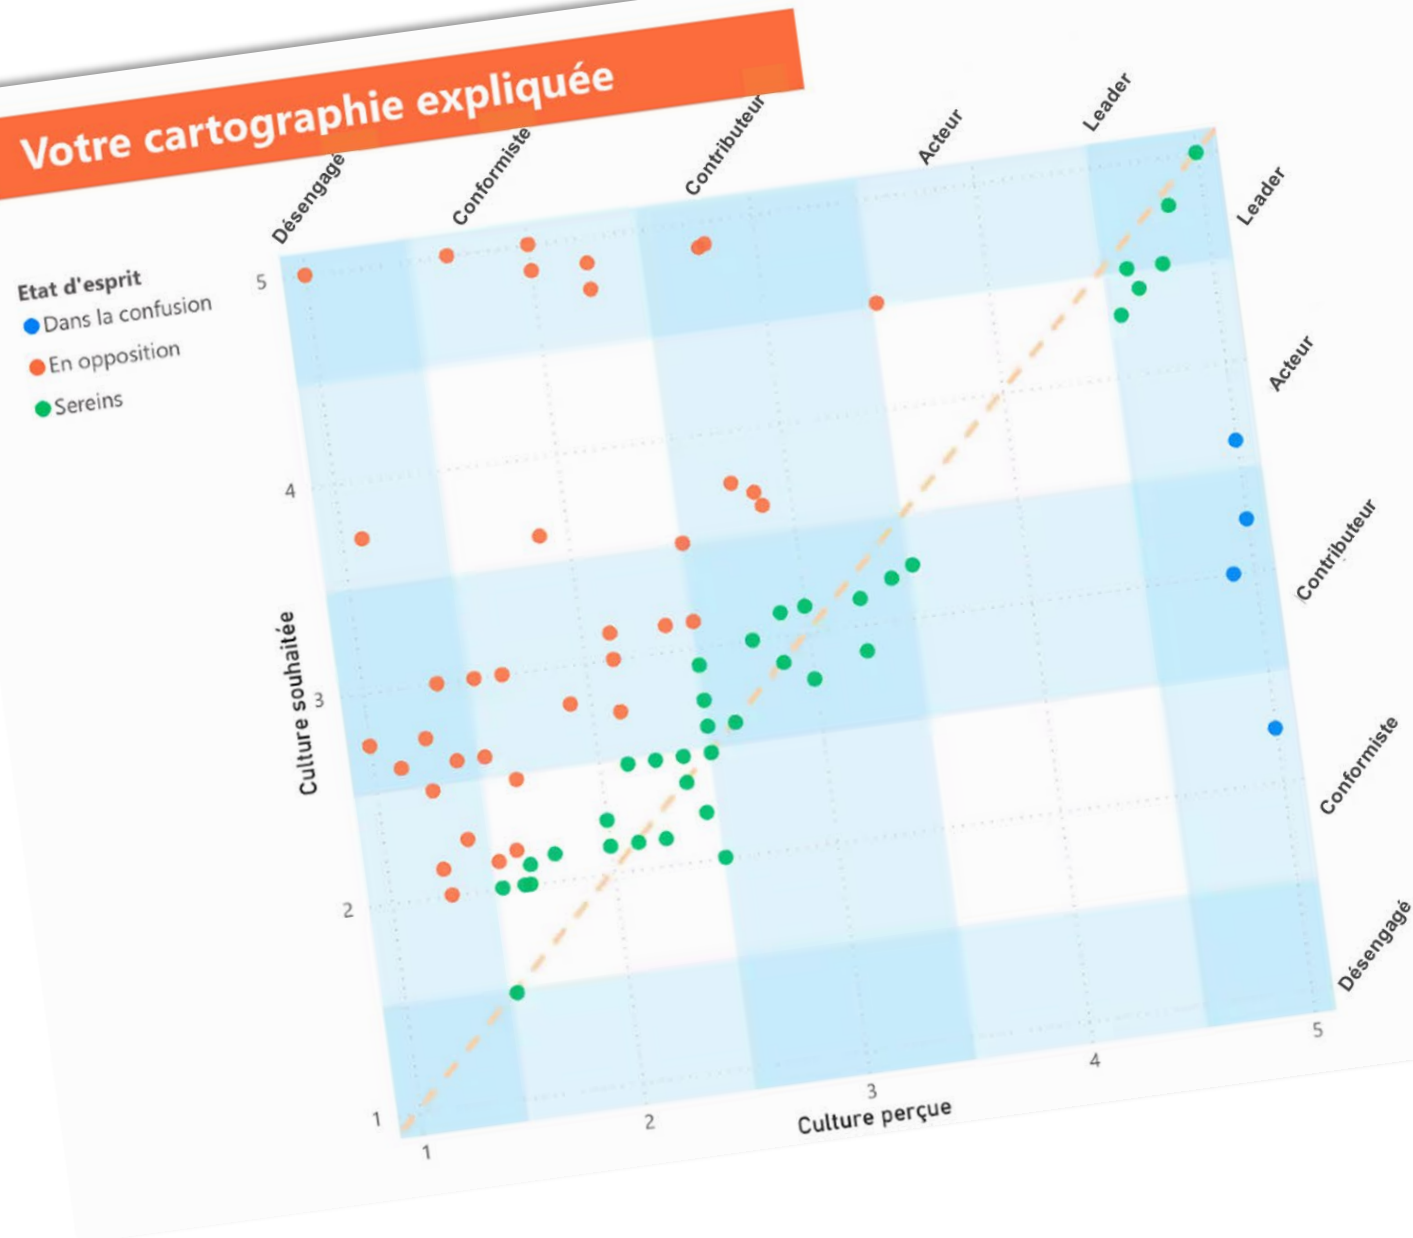 Votre cartographie expliquée
Désengagé
Conformiste
Contributeur
Acteur
Leader
Etat d'esprit
Dans la confusion
En opposition
Sereins
Leader
Acteur
Contributeur
Conformiste
Désengagé
Culture souhaitée
5
4
3
2
1
1
2
3
4
5
Culture perçue